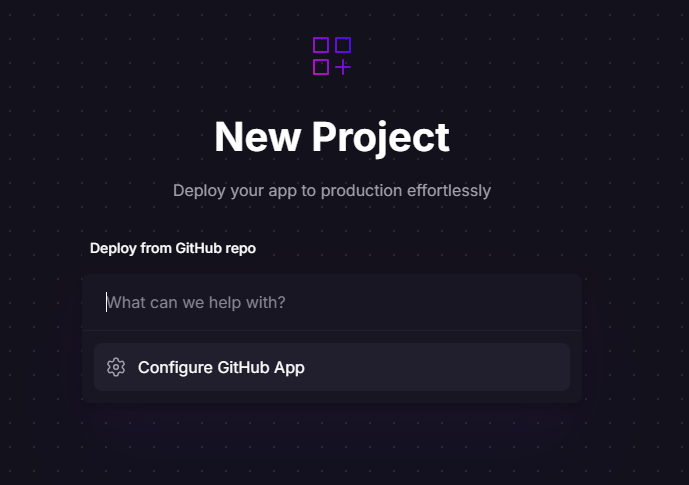 New Project
Deploy your app to production effortlessly
Deploy from GitHub repo
What can we help with?
Configure GitHub App